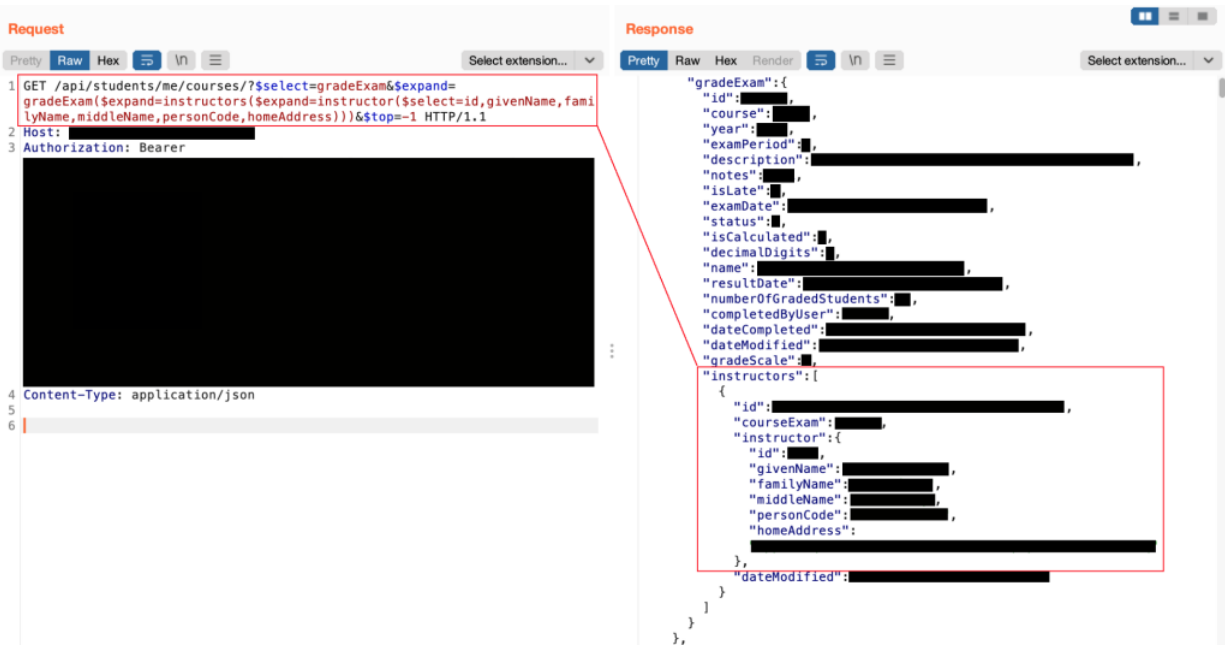 Request
Pretty Raw Hex \n Select extension...
1 GET /api/students/me/courses/?$select=gradeExam&$expand=
gradeExam($expand=instructors($expand=instructor($select=id,givenName,fami
lyName,middleName,personCode,homeAddress)))&$top=-1 HTTP/1.1
2 Host:
3 Authorization: Bearer
4 Content-Type: application/json
5
6
Response
Pretty Raw Hex Render \n Select extension...
"gradeExam":{
"id": ,
"course": ,
"year": ,
"examPeriod": ,
"description": ,
"notes": ,
"isLate": ,
"examDate": ,
"status": ,
"isCalculated": ,
"decimalDigits": ,
"name": ,
"resultDate": ,
"numberOfGradedStudents": ,
"completedByUser": ,
"dateCompleted": ,
"dateModified": ,
"gradeScale": ,
"instructors":[
{
"id": ,
"courseExam": ,
"instructor":{
"id": ,
"givenName": ,
"familyName": ,
"middleName": ,
"personCode": ,
"homeAddress":
},
"dateModified":
}
]
}
},